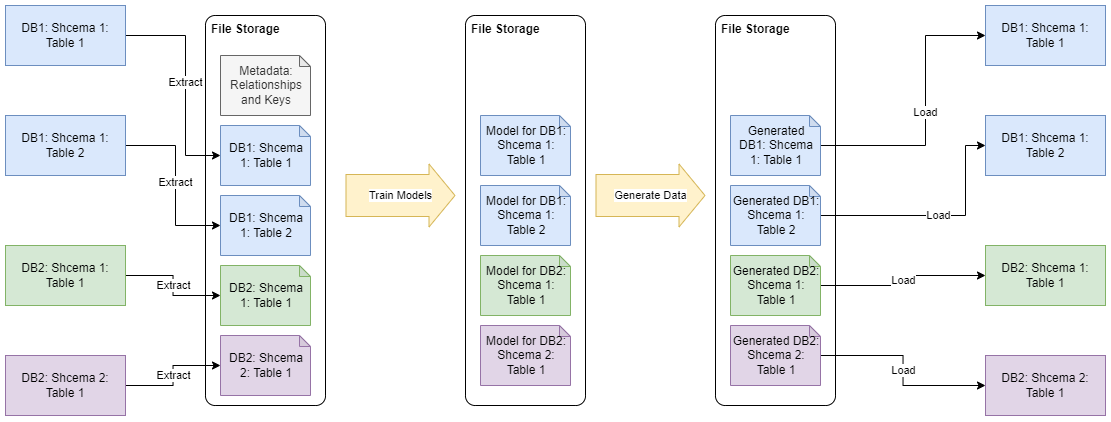 DB1: Shcema 1:
Table 1
DB1: Shcema 1:
Table 2
DB2: Shcema 1:
Table 1
DB2: Shcema 2:
Table 1
Extract
Extract
Extract
Extract
File Storage
Metadata:
Relationships
and Keys
DB1: Shcema
1: Table 1
DB1: Shcema
1: Table 2
DB2: Shcema
1: Table 1
DB2: Shcema
2: Table 1
Train Models
File Storage
Model for DB1:
Shcema 1:
Table 1
Model for DB1:
Shcema 1:
Table 2
Model for DB2:
Shcema 1:
Table 1
Model for DB2:
Shcema 2:
Table 1
Generate Data
File Storage
Generated
DB1: Shcema
1: Table 1
Generated DB1:
Shcema 1:
Table 2
Generated DB2:
Shcema 1:
Table 1
Generated DB2:
Shcema 2:
Table 1
Load
Load
Load
Load
DB1: Shcema 1:
Table 1
DB1: Shcema 1:
Table 2
DB2: Shcema 1:
Table 1
DB2: Shcema 2:
Table 1